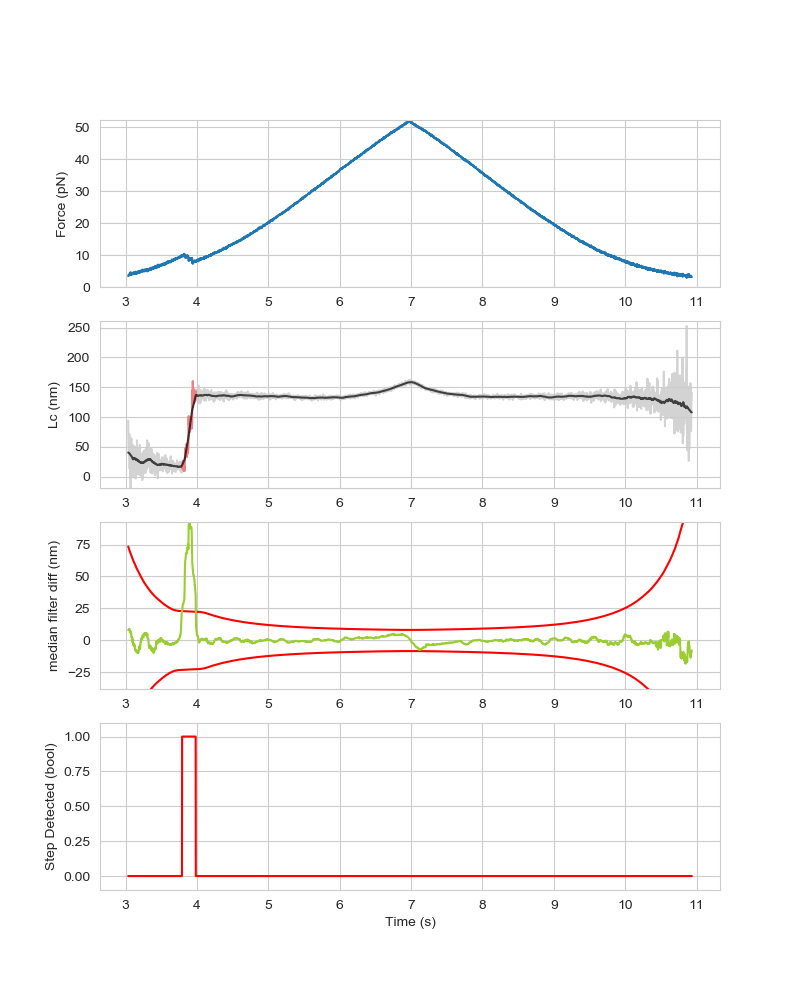 50
40
30
20
10
0
Force (pN)
3 4 5 6 7 8 9 10 11
250
200
150
100
50
0
Lc (nm)
3 4 5 6 7 8 9 10 11
75
50
25
0
−25
median filter diff (nm)
3 4 5 6 7 8 9 10 11
1.00
0.75
0.50
0.25
0.00
Step Detected (bool)
3 4 5 6 7 8 9 10 11
Time (s)